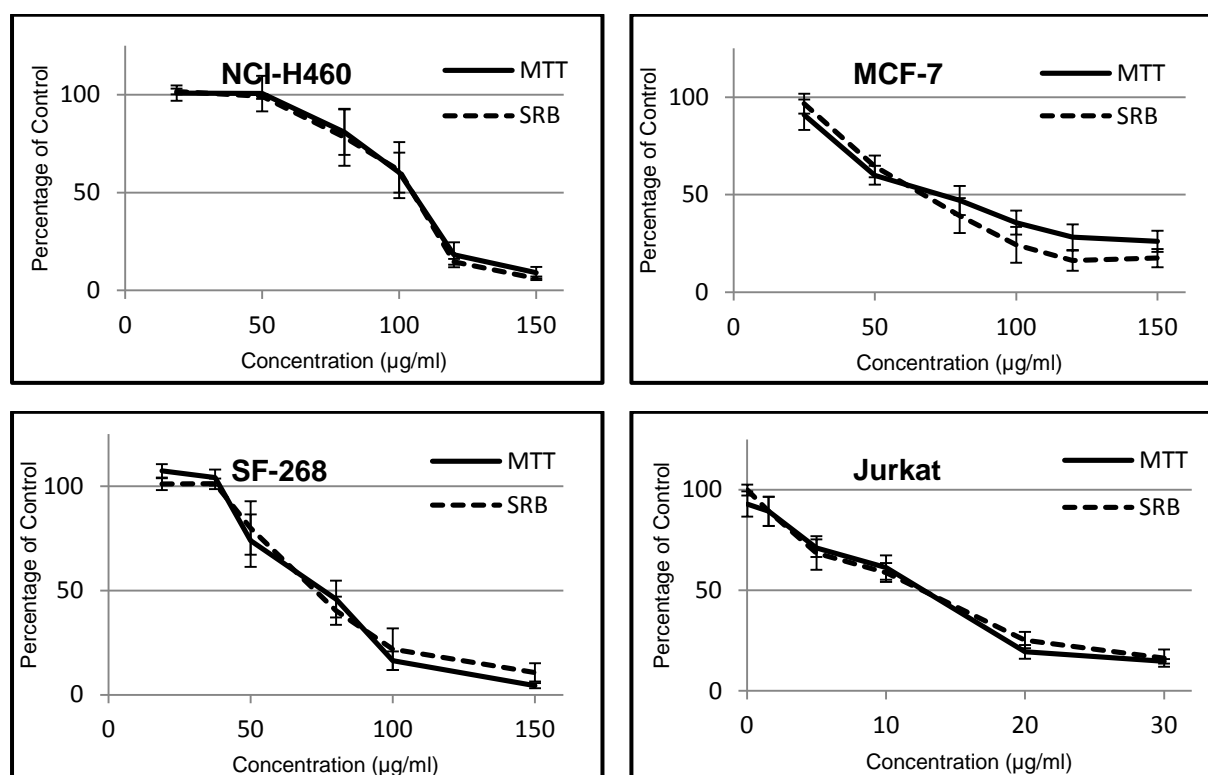 NCI-H460
MTT
SRB
Percentage of Control
100
50
0
0 50 100 150
Concentration (µg/ml)
MCF-7
MTT
SRB
Percentage of Control
100
50
0
0 50 100 150
Concentration (µg/ml)
SF-268
MTT
SRB
Percentage of Control
100
50
0
0 50 100 150
Concentration (µg/ml)
Jurkat
MTT
SRB
Percentage of Control
100
50
0
0 10 20 30
Concentration (µg/ml)